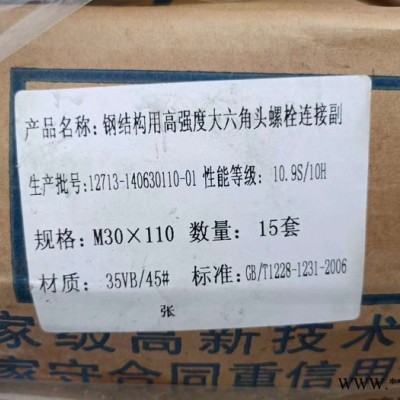 产品名称: 钢结构用高强度大六角头螺栓连接副
生产批号: 12713-140630110-01 性能等级: 10.9S/10H
规格: M30×110 数量: 15套
材质: 35VB/45# 标准: GB/T1228-1231-2006
张
家级高新技术
家守合同重信用
www.